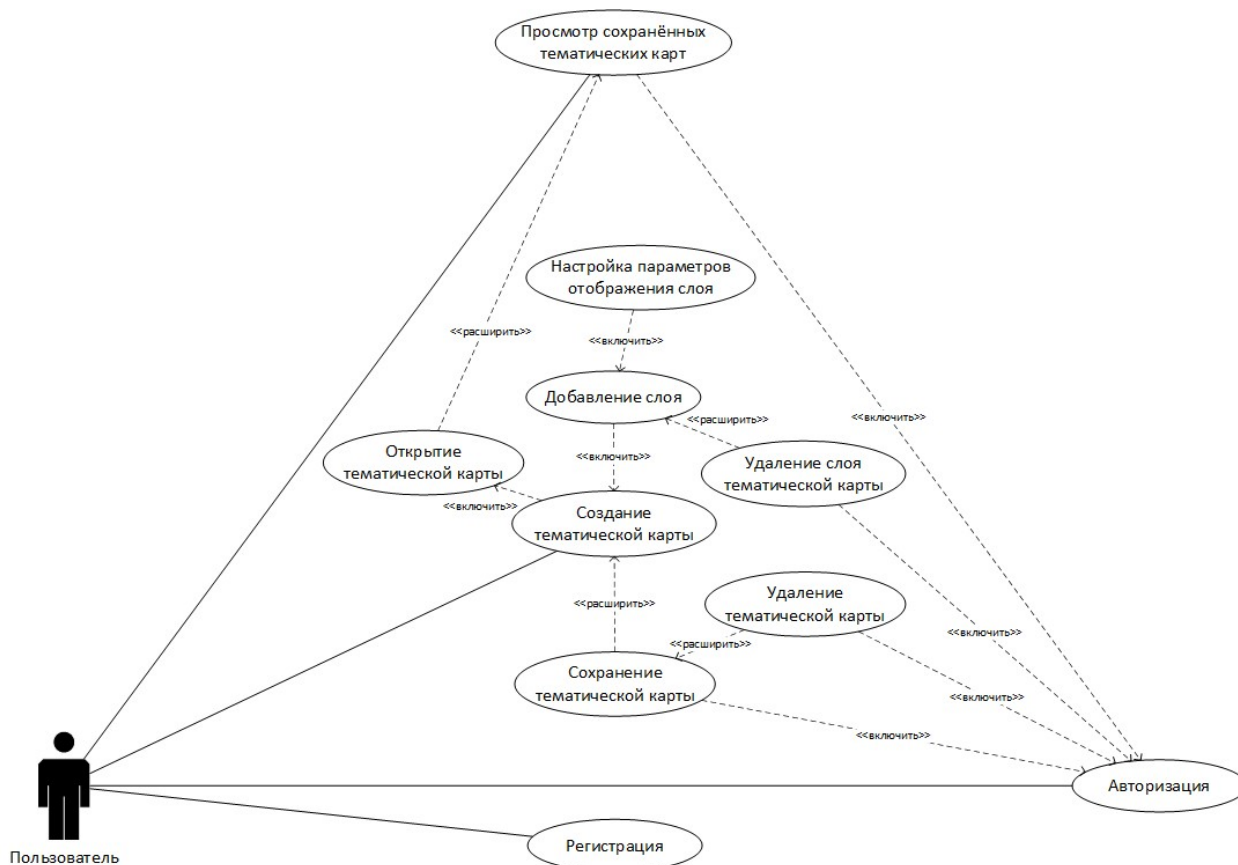 Просмотр сохранённых
тематических карт
Настройка параметров
отображения слоя
<<расширить>>
<<включить>>
Добавление слоя
<<включить>>
<<расширить>>
Открытие
тематической карты
<<включить>>
Удаление слоя
тематической карты
<<включить>>
Создание
тематической карты
<<расширить>>
Удаление
тематической карты
<<включить>>
<<расширить>>
Сохранение
тематической карты
<<включить>>
<<включить>>
Авторизация
Регистрация
Пользователь